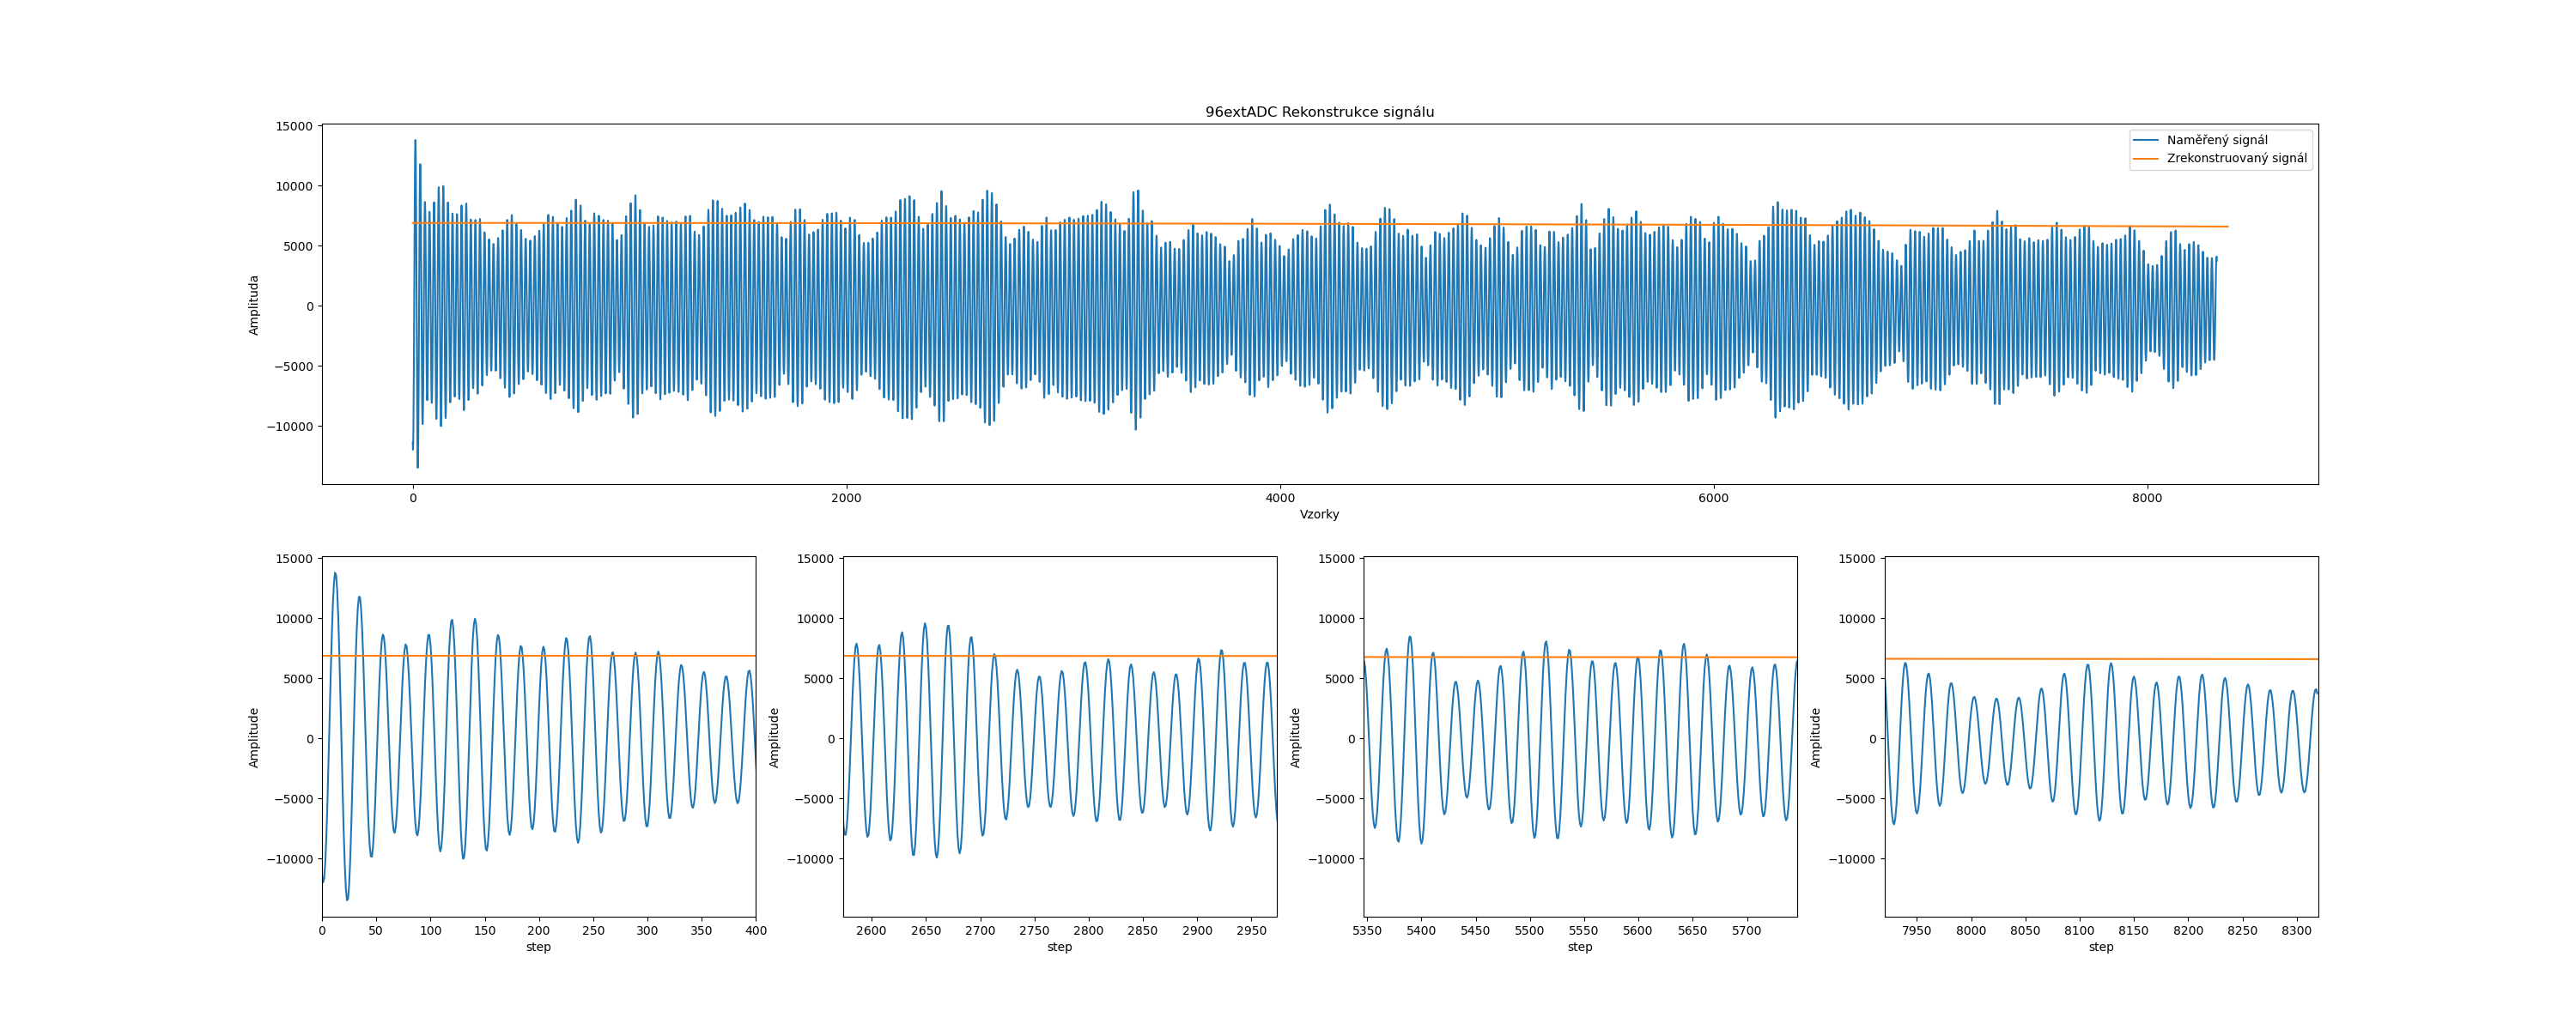 96extADC Rekonstrukce signálu
15000
10000
5000
0
−5000
−10000
Amplituda
Naměřený signál
Zrekonstruovaný signál
0 2000 4000 6000 8000
Vzorky
15000
10000
5000
0
−5000
−10000
Amplitude
0 50 100 150 200 250 300 350 400
step
15000
10000
5000
0
−5000
−10000
Amplitude
2600 2650 2700 2750 2800 2850 2900 2950
step
15000
10000
5000
0
−5000
−10000
Amplitude
5350 5400 5450 5500 5550 5600 5650 5700
step
15000
10000
5000
0
−5000
−10000
Amplitude
7950 8000 8050 8100 8150 8200 8250 8300
step